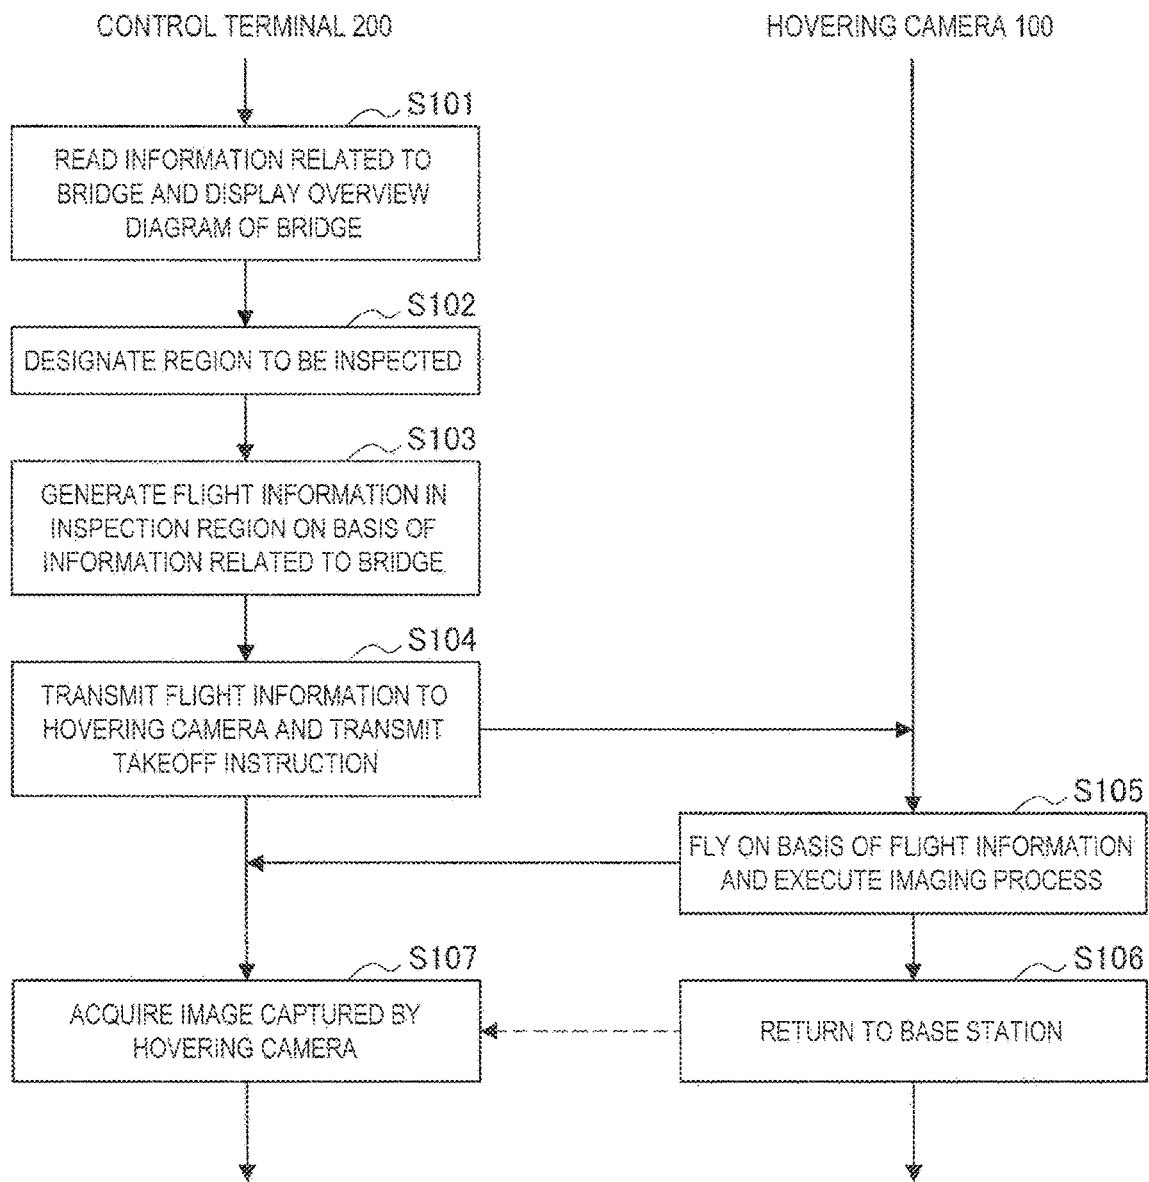 CONTROL TERMINAL 200
HOVERING CAMERA 100
S101
READ INFORMATION RELATED TO
BRIDGE AND DISPLAY OVERVIEW
DIAGRAM OF BRIDGE
S102
DESIGNATE REGION TO BE INSPECTED
S103
GENERATE FLIGHT INFORMATION IN
INSPECTION REGION ON BASIS OF
INFORMATION RELATED TO BRIDGE
S104
TRANSMIT FLIGHT INFORMATION TO
HOVERING CAMERA AND TRANSMIT
TAKEOFF INSTRUCTION
S105
FLY ON BASIS OF FLIGHT INFORMATION
AND EXECUTE IMAGING PROCESS
S107
ACQUIRE IMAGE CAPTURED BY
HOVERING CAMERA
S106
RETURN TO BASE STATION